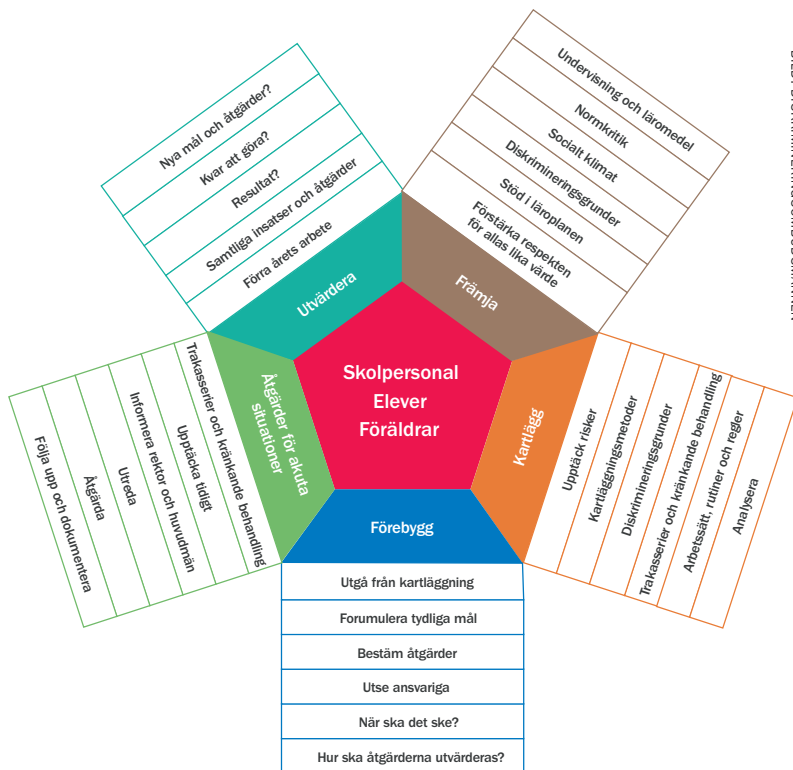 Skolpersonal
Elever
Föräldrar
Främja
Förstärka respekten
för allas lika värde
Stöd i läroplanen
Diskrimineringsgrunder
Socialt klimat
Normkritik
Undervisning och läromedel
Kartlägg
Upptäck risker
Kartläggningsmetoder
Diskrimineringsgrunder
Trakasserier och kränkande behandling
Arbetssätt, rutiner och regler
Analysera
Förebygg
Utgå från kartläggning
Forumulera tydliga mål
Bestäm åtgärder
Utse ansvariga
När ska det ske?
Hur ska åtgärderna utvärderas?
Åtgärder för akuta
situationer
Trakasserier och kränkande behandling
Upptäcka tidigt
Informera rektor och huvudmän
Utreda
Åtgärda
Följa upp och dokumentera
Utvärdera
Förra årets arbete
Samtliga insatser och åtgärder
Resultat?
Kvar att göra?
Nya mål och åtgärder?